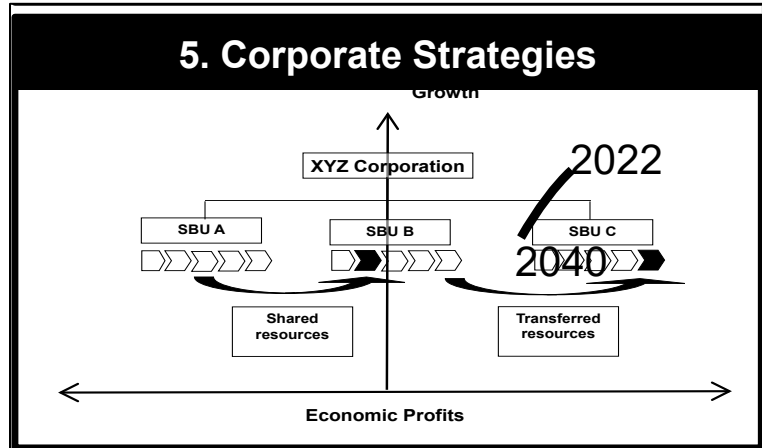 5. Corporate Strategies
Growth
XYZ Corporation
2022
SBU A
SBU B
SBU C
2040
Shared
resources
Transferred
resources
Economic Profits